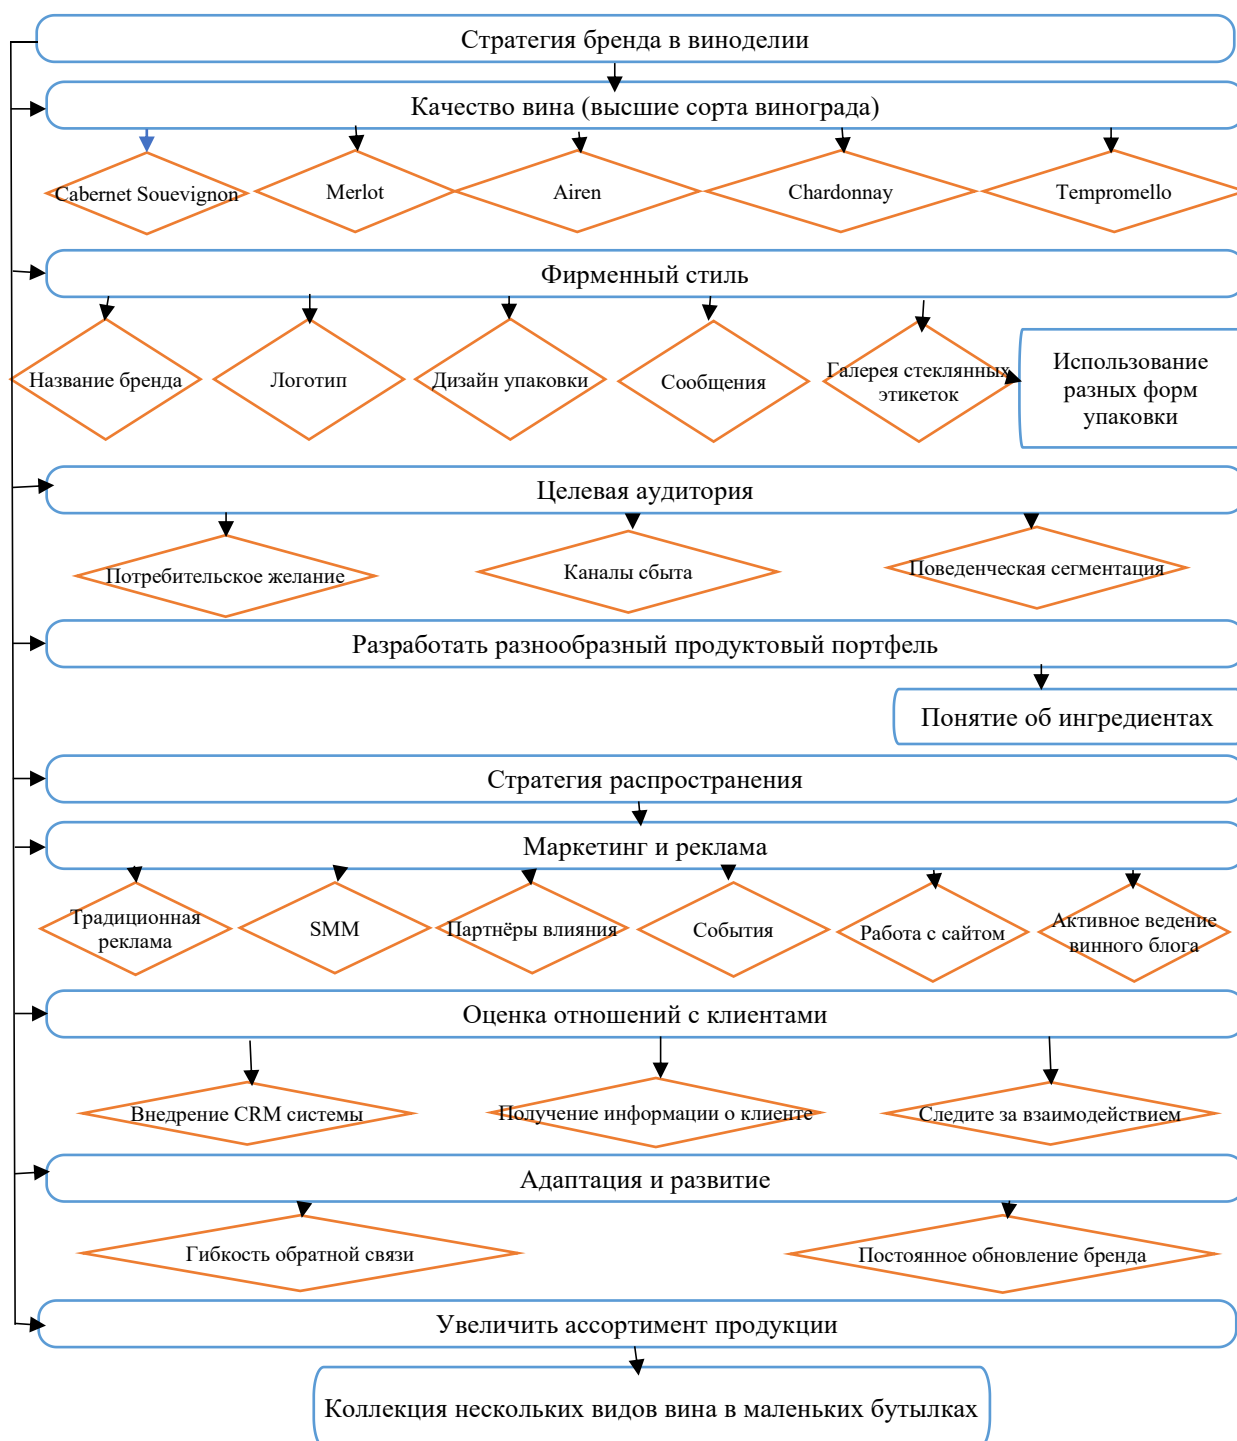 Стратегия бренда в виноделии
Качество вина (высшие сорта винограда)
Cabernet Souevignon
Merlot
Airen
Chardonnay
Tempromello
Фирменный стиль
Название бренда
Логотип
Дизайн упаковки
Сообщения
Галерея стеклянных
этикеток
Использование
разных форм
упаковки
Целевая аудитория
Потребительское желание
Каналы сбыта
Поведенческая сегментация
Разработать разнообразный продуктовый портфель
Понятие об ингредиентах
Стратегия распространения
Маркетинг и реклама
Традиционная
реклама
SMM
Партнёры влияния
События
Работа с сайтом
Активное ведение
винного блога
Оценка отношений с клиентами
Внедрение CRM системы
Получение информации о клиенте
Следите за взаимодействием
Адаптация и развитие
Гибкость обратной связи
Постоянное обновление бренда
Увеличить ассортимент продукции
Коллекция нескольких видов вина в маленьких бутылках